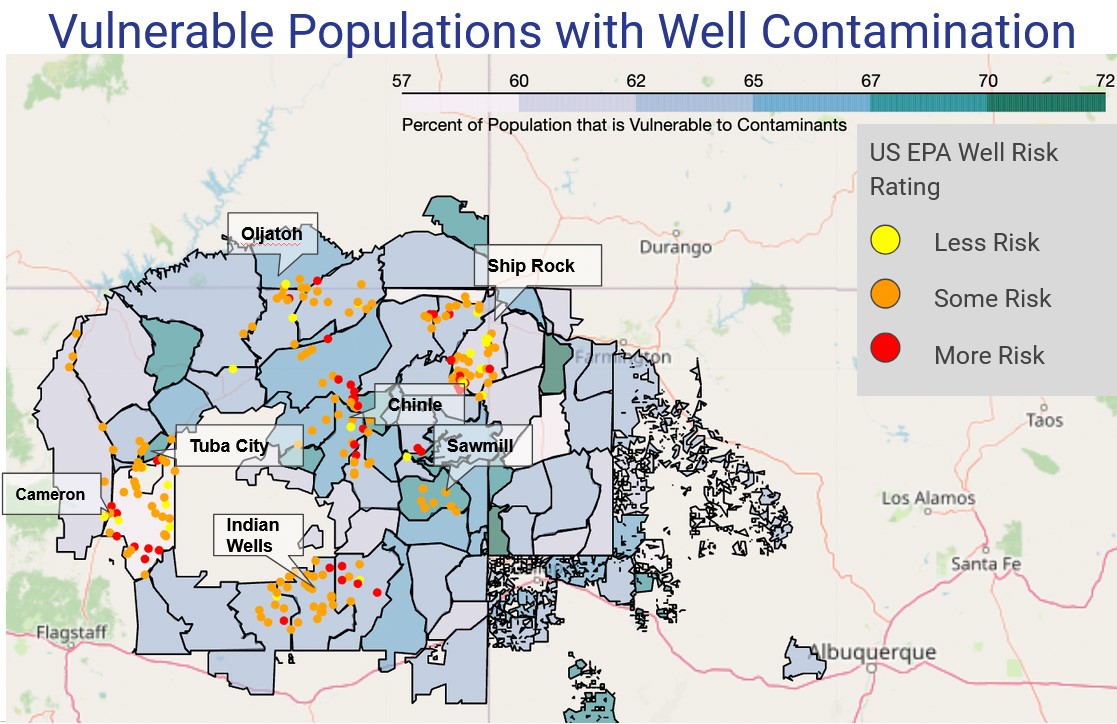 Vulnerable Populations with Well Contamination
57 60 62 65 67 70 72
Percent of Population that is Vulnerable to Contaminants
US EPA Well Risk
Rating
Less Risk
Some Risk
More Risk
Oljatoh
Durango
Ship Rock
Farmington
Chinle
Taos
Tuba City
Sawmill
Cameron
Los Alamos
Indian
Wells
Santa Fe
Flagstaff
Albuquerque